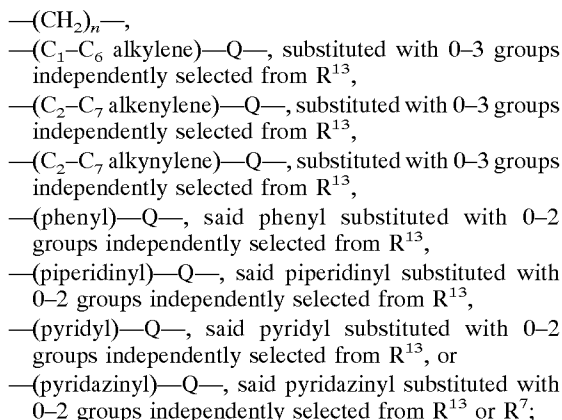 —(CH₂)ₙ—,
—(C₁–C₆ alkylene)—Q—, substituted with 0–3 groups
independently selected from R¹³,
—(C₂–C₇ alkenylene)—Q—, substituted with 0–3 groups
independently selected from R¹³,
—(C₂–C₇ alkynylene)—Q—, substituted with 0–3 groups
independently selected from R¹³,
—(phenyl)—Q—, said phenyl substituted with 0–2
groups independently selected from R¹³,
—(piperidinyl)—Q—, said piperidinyl substituted with
0–2 groups independently selected from R¹³,
—(pyridyl)—Q—, said pyridyl substituted with 0–2
groups independently selected from R¹³, or
—(pyridazinyl)—Q—, said pyridazinyl substituted with
0–2 groups independently selected from R¹³ or R⁷;